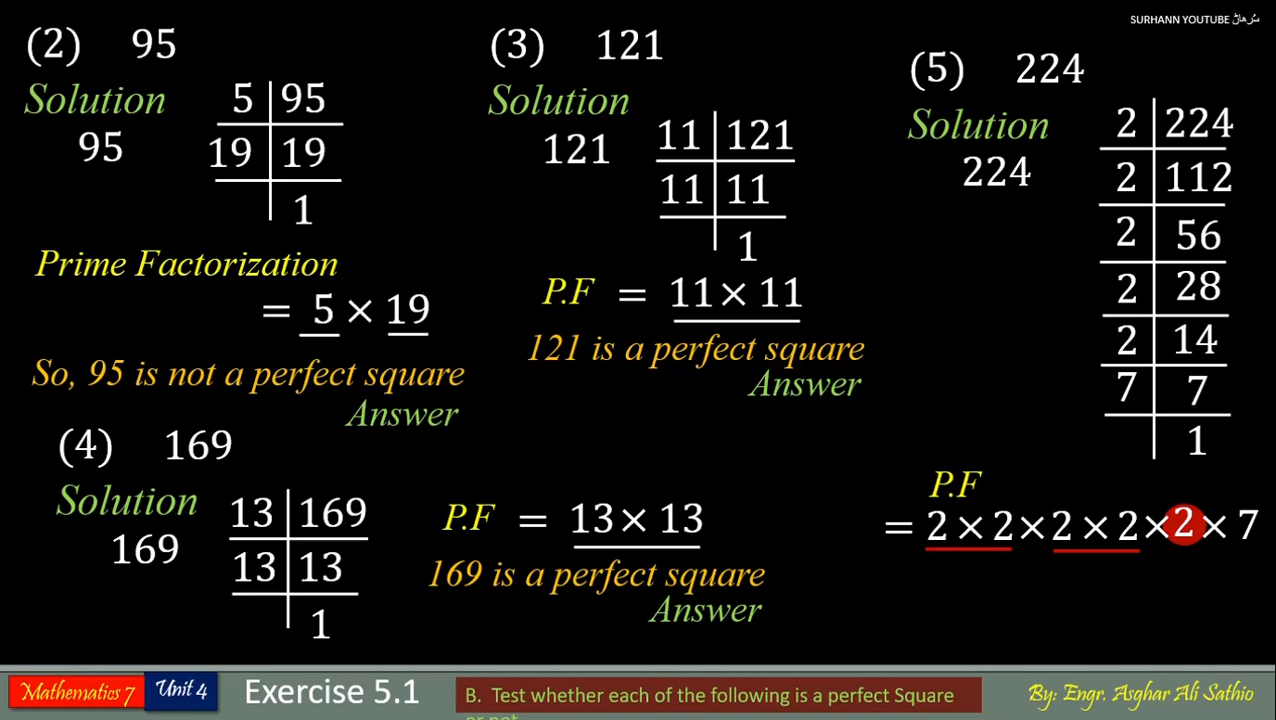 SURHANN YOUTUBE سُرھاڻ
(2) 95
Solution
95
5 | 95
19 | 19
1
Prime Factorization
= 5 × 19
So, 95 is not a perfect square
Answer
(3) 121
Solution
121
11 | 121
11 | 11
1
P.F = 11 × 11
121 is a perfect square
Answer
(4) 169
Solution
169
13 | 169
13 | 13
1
P.F = 13 × 13
169 is a perfect square
Answer
(5) 224
Solution
224
2 | 224
2 | 112
2 | 56
2 | 28
2 | 14
7 | 7
1
P.F
= 2 × 2 × 2 × 2 × 2 × 7
Mathematics 7 Unit 4 Exercise 5.1
B. Test whether each of the following is a perfect Square
or not
By: Engr. Asghar Ali Sathio